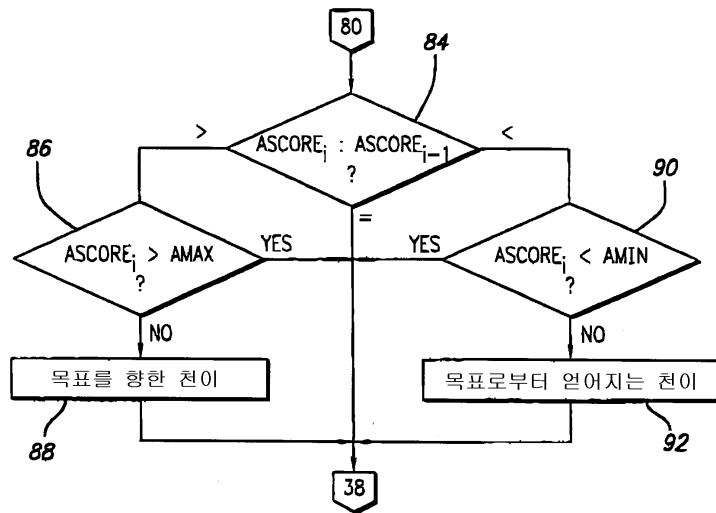 80
84
>
<
ASCOREi : ASCOREi-1
?
=
86
90
ASCOREi > AMAX
?
YES
YES
ASCOREi < AMIN
?
NO
NO
목표를 향한 천이
목표로부터 얻어지는 천이
88
92
38